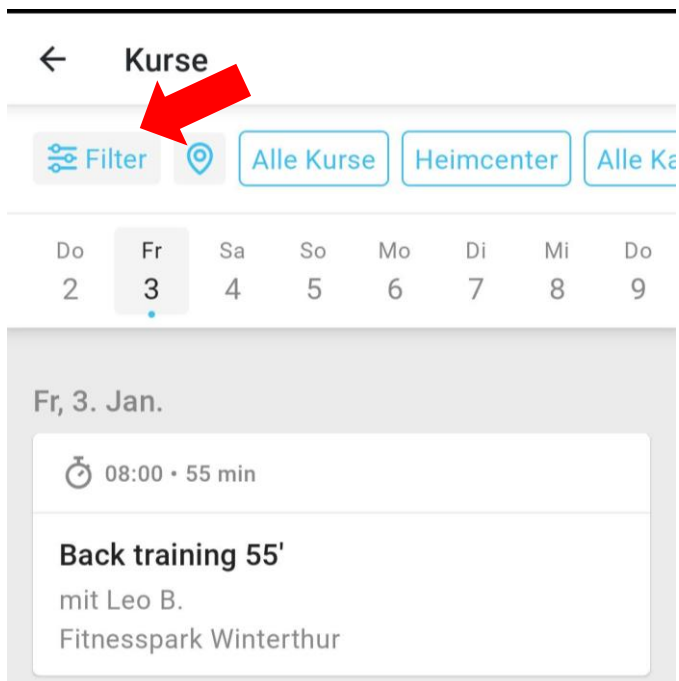 Kurse
Filter Alle Kurse Heimcenter Alle Ka
Do Fr Sa So Mo Di Mi Do
2 3 4 5 6 7 8 9
Fr, 3. Jan.
08:00 • 55 min
Back training 55'
mit Leo B.
Fitnesspark Winterthur